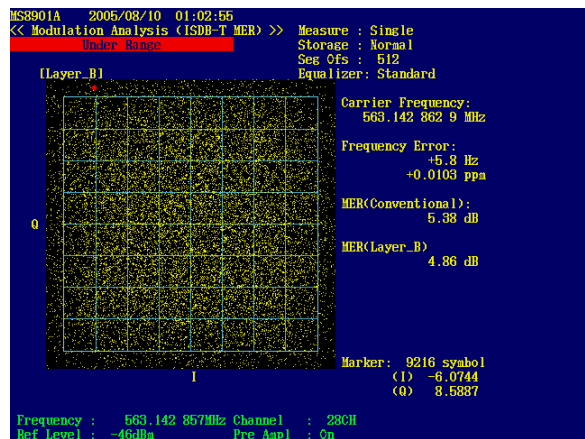 MS8901A 2005/08/10 01:02:55
<< Modulation Analysis (ISDB-T MER) >> Measure : Single
Under Range Storage : Normal
Seg Ofs : 512
[Layer_B] Equalizer: Standard
Carrier Frequency:
563.142 862 9 MHz
Frequency Error:
+5.8 Hz
+0.0103 ppm
MER(Conventional):
5.38 dB
Q
MER(Layer_B)
4.86 dB
Marker: 9216 symbol
I (I) -6.0744
(Q) 8.5887
Frequency : 563.142 857MHz Channel : 28CH
Ref Level : -46dBm Pre Ampl : On